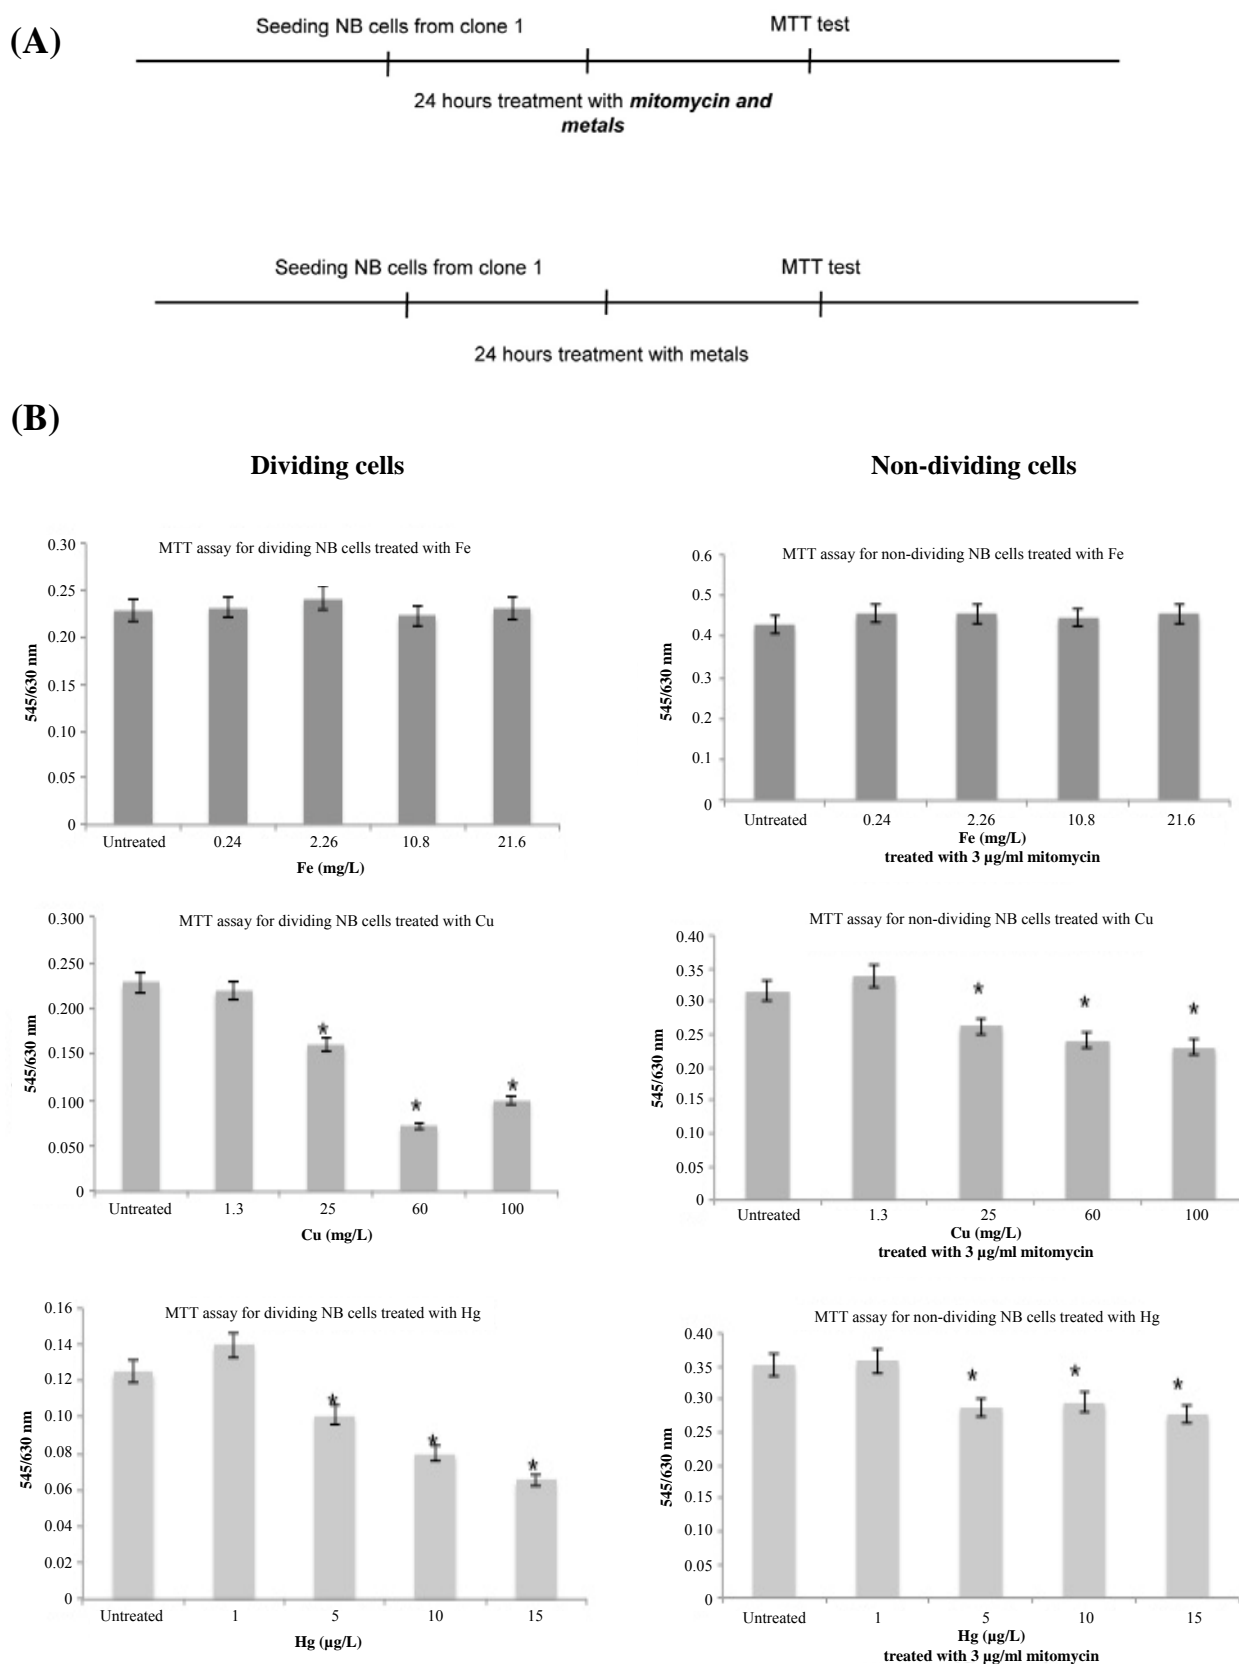 (A)
Seeding NB cells from clone 1
MTT test
24 hours treatment with mitomycin and
metals
Seeding NB cells from clone 1
MTT test
24 hours treatment with metals
(B)
Dividing cells
Non-dividing cells
MTT assay for dividing NB cells treated with Fe
545/630 nm
0.30
0.25
0.20
0.15
0.10
0.05
0
Untreated 0.24 2.26 10.8 21.6
Fe (mg/L)
MTT assay for non-dividing NB cells treated with Fe
545/630 nm
0.6
0.5
0.4
0.3
0.2
0.1
0
Untreated 0.24 2.26 10.8 21.6
Fe (mg/L)
treated with 3 µg/ml mitomycin
MTT assay for dividing NB cells treated with Cu
545/630 nm
0.300
0.250
0.200
0.150
0.100
0.050
0
* * *
Untreated 1.3 25 60 100
Cu (mg/L)
MTT assay for non-dividing NB cells treated with Cu
545/630 nm
0.40
0.35
0.30
0.25
0.20
0.15
0.10
0.05
0
* * *
Untreated 1.3 25 60 100
Cu (mg/L)
treated with 3 µg/ml mitomycin
MTT assay for dividing NB cells treated with Hg
545/630 nm
0.16
0.14
0.12
0.10
0.08
0.06
0.04
0.02
0
* * *
Untreated 1 5 10 15
Hg (µg/L)
MTT assay for non-dividing NB cells treated with Hg
545/630 nm
0.40
0.35
0.30
0.25
0.20
0.15
0.10
0.05
0
* * *
Untreated 1 5 10 15
Hg (µg/L)
treated with 3 µg/ml mitomycin